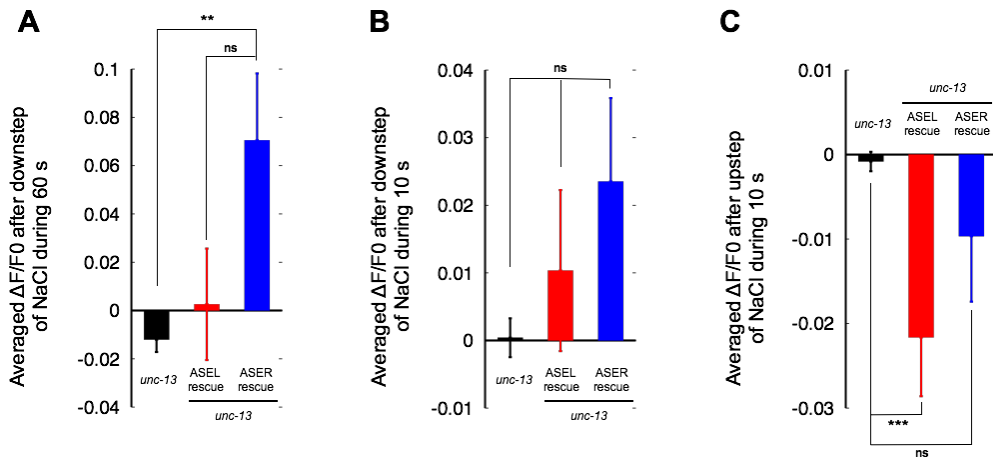 A
Averaged ΔF/F0 after downstep
of NaCl during 60 s
0.1
0.08
0.06
0.04
0.02
0
-0.02
-0.04
**
ns
unc-13
ASEL
rescue
ASER
rescue
unc-13
B
Averaged ΔF/F0 after downstep
of NaCl during 10 s
0.04
0.03
0.02
0.01
0
-0.01
ns
unc-13
ASEL
rescue
ASER
rescue
unc-13
C
Averaged ΔF/F0 after upstep
of NaCl during 10 s
0.01
0
-0.01
-0.02
-0.03
unc-13
unc-13
ASEL
rescue
ASER
rescue
***
ns